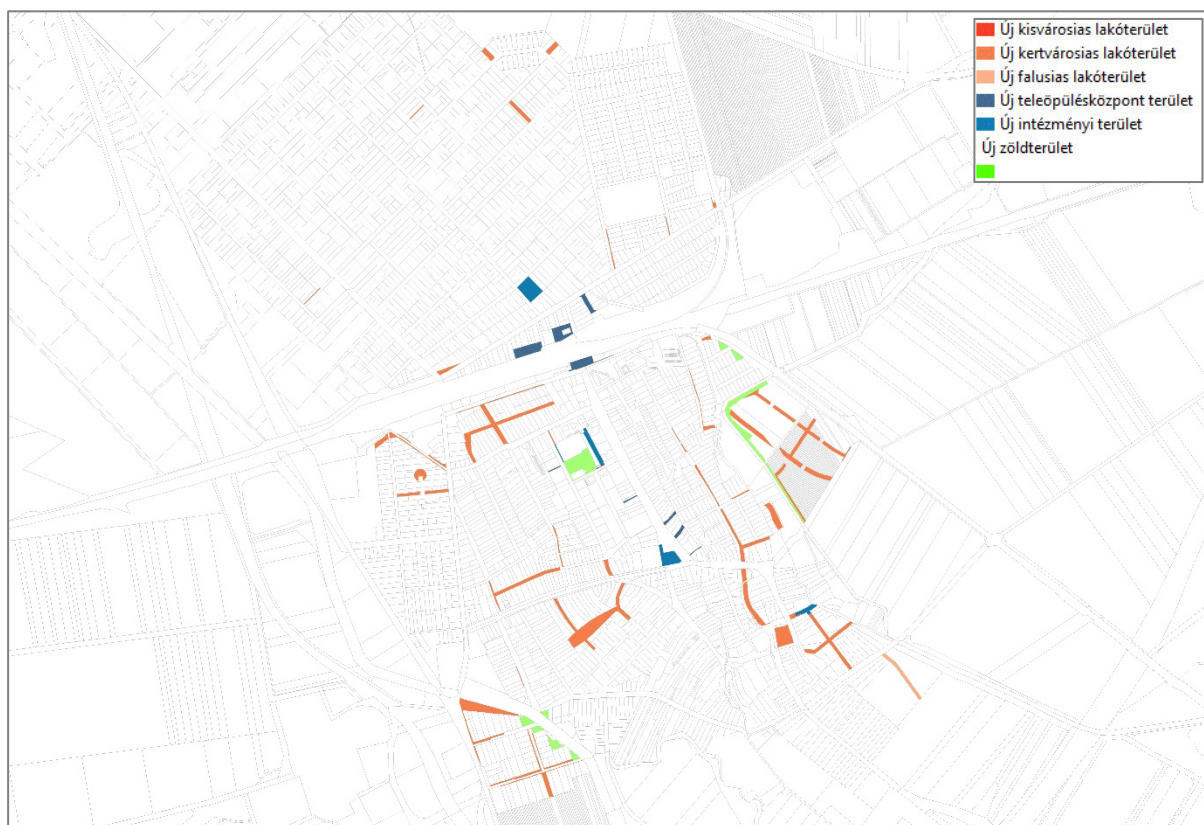 Új kisvárosias lakóterület
Új kertvárosias lakóterület
Új falusias lakóterület
Új teleöpülésközpont terület
Új intézményi terület
Új zöldterület